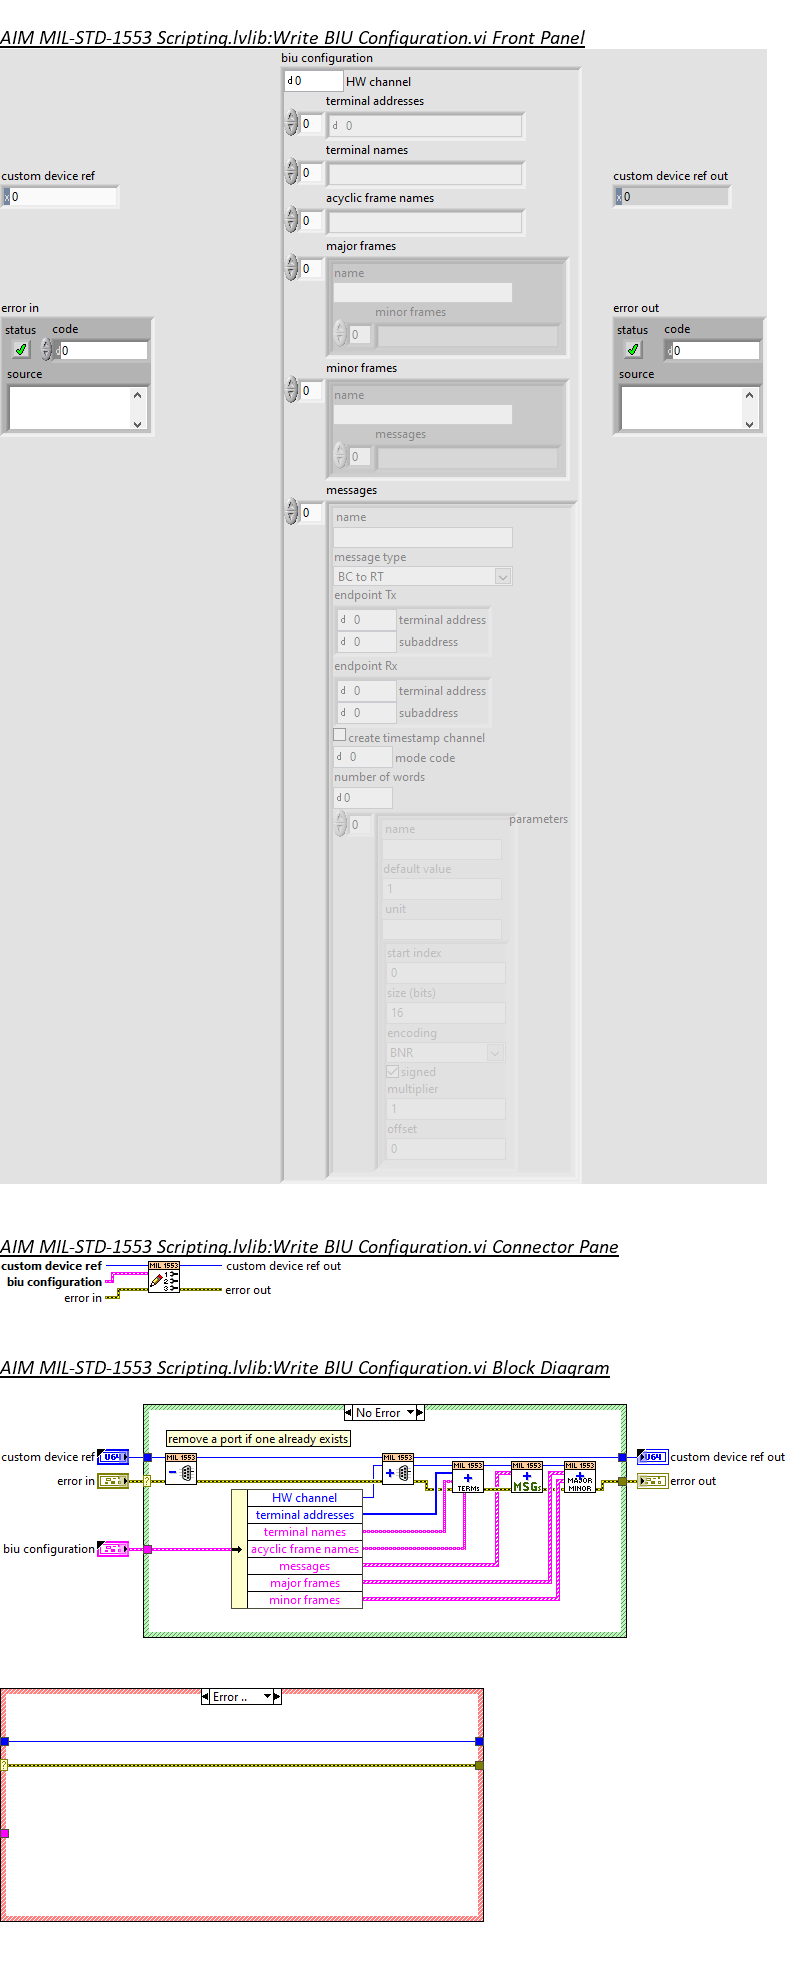 AIM MIL-STD-1553 Scripting.lvlib:Write BIU Configuration.vi Front Panel
biu configuration
d 0 HW channel
terminal addresses
0 d 0
terminal names
0
custom device ref
x 0
custom device ref out
x 0
acyclic frame names
0
major frames
0
name
minor frames
0
error in
status code
d 0
source
error out
status code
d 0
source
minor frames
0
name
messages
0
messages
0
name
message type
BC to RT
endpoint Tx
d 0 terminal address
d 0 subaddress
endpoint Rx
d 0 terminal address
d 0 subaddress
create timestamp channel
d 0 mode code
number of words
d 0
0 parameters
name
default value
1
unit
start index
0
size (bits)
16
encoding
BNR
signed
multiplier
1
offset
0
AIM MIL-STD-1553 Scripting.lvlib:Write BIU Configuration.vi Connector Pane
custom device ref MIL 1553 custom device ref out
biu configuration 1 2 3
error in error out
AIM MIL-STD-1553 Scripting.lvlib:Write BIU Configuration.vi Block Diagram
No Error
remove a port if one already exists
custom device ref U64 MIL 1553 MIL 1553 U64 custom device ref out
MIL 1553 MIL 1553 MIL 1553
error in ? TERMs MSGs MAJOR MINOR error out
HW channel
terminal addresses
terminal names
biu configuration acyclic frame names
messages
major frames
minor frames
Error ..
?